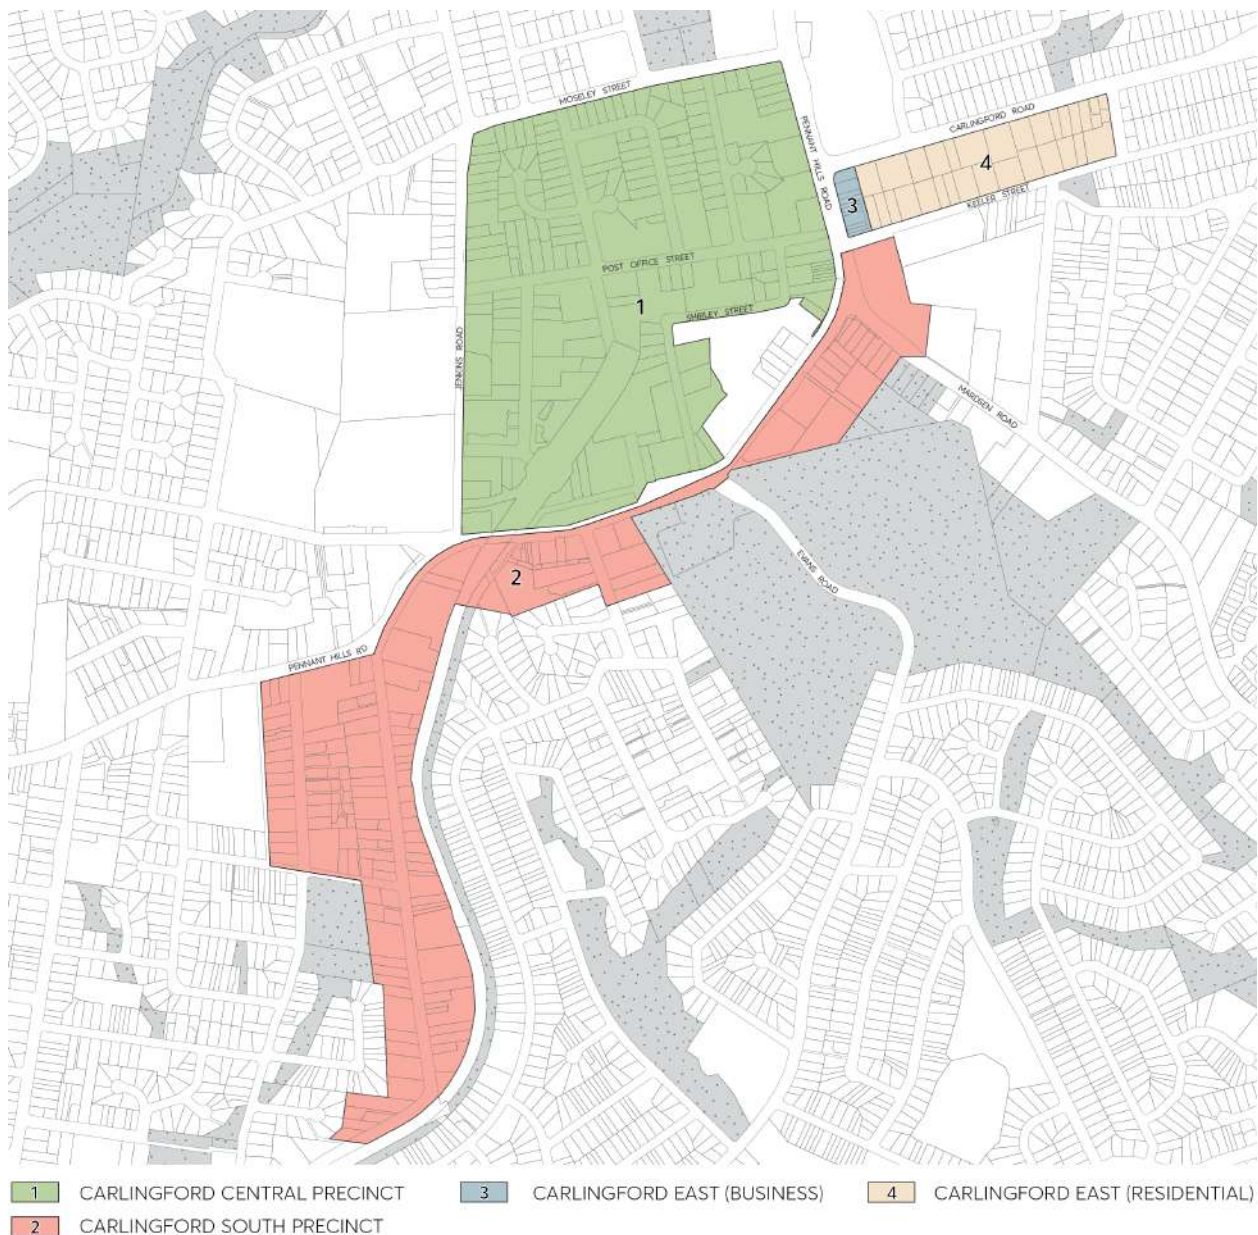 MOSELEY STREET
CARLINGFORD ROAD
PENNANT HILLS ROAD
4
KEELER STREET
3
POST OFFICE STREET
1
SHIRLEY STREET
JENKINS ROAD
MARDSEN ROAD
2
EVANS ROAD
PENNANT HILLS RD
1 CARLINGFORD CENTRAL PRECINCT
3 CARLINGFORD EAST (BUSINESS)
4 CARLINGFORD EAST (RESIDENTIAL)
2 CARLINGFORD SOUTH PRECINCT